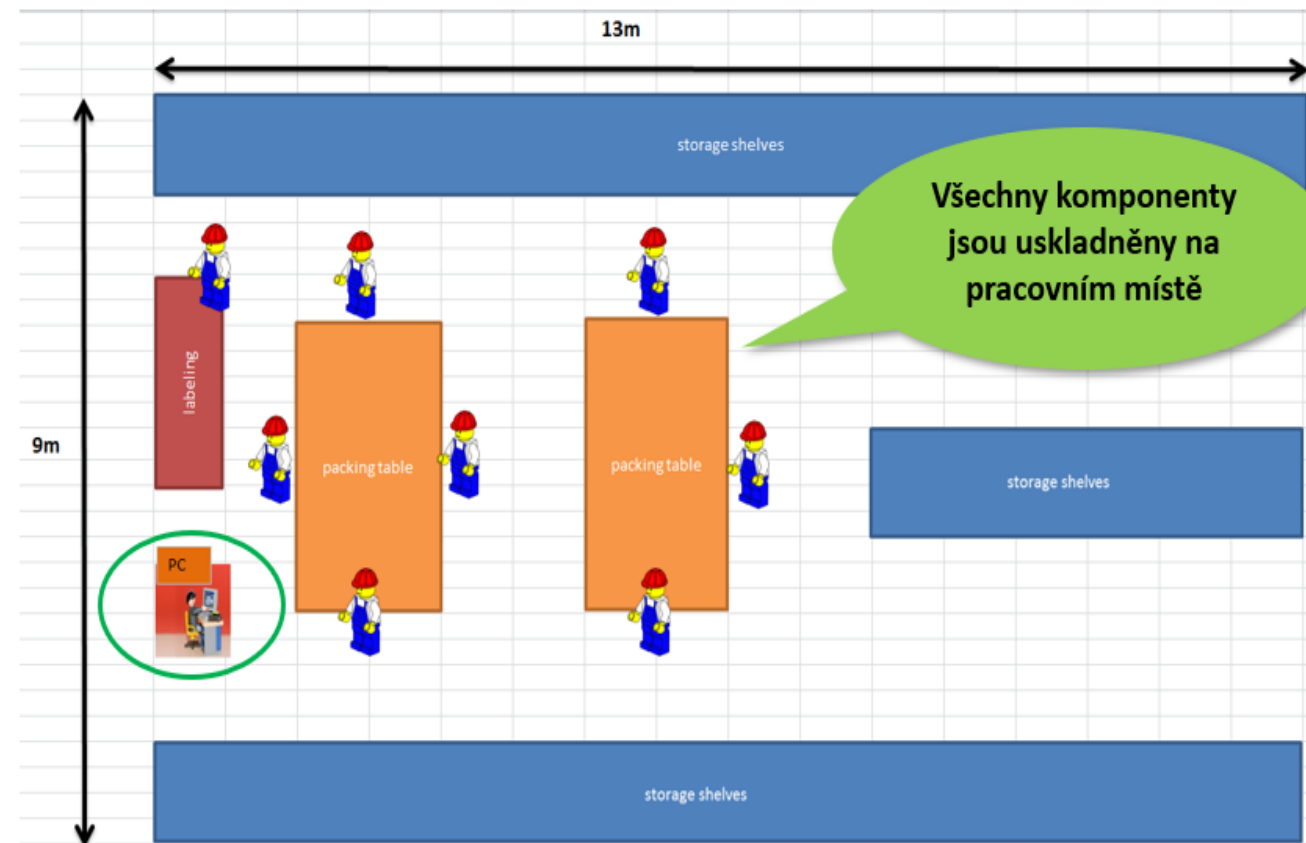 13m
storage shelves
Všechny komponenty
jsou uskladněny na
pracovním místě
labeling
9m
packing table
packing table
storage shelves
PC
storage shelves